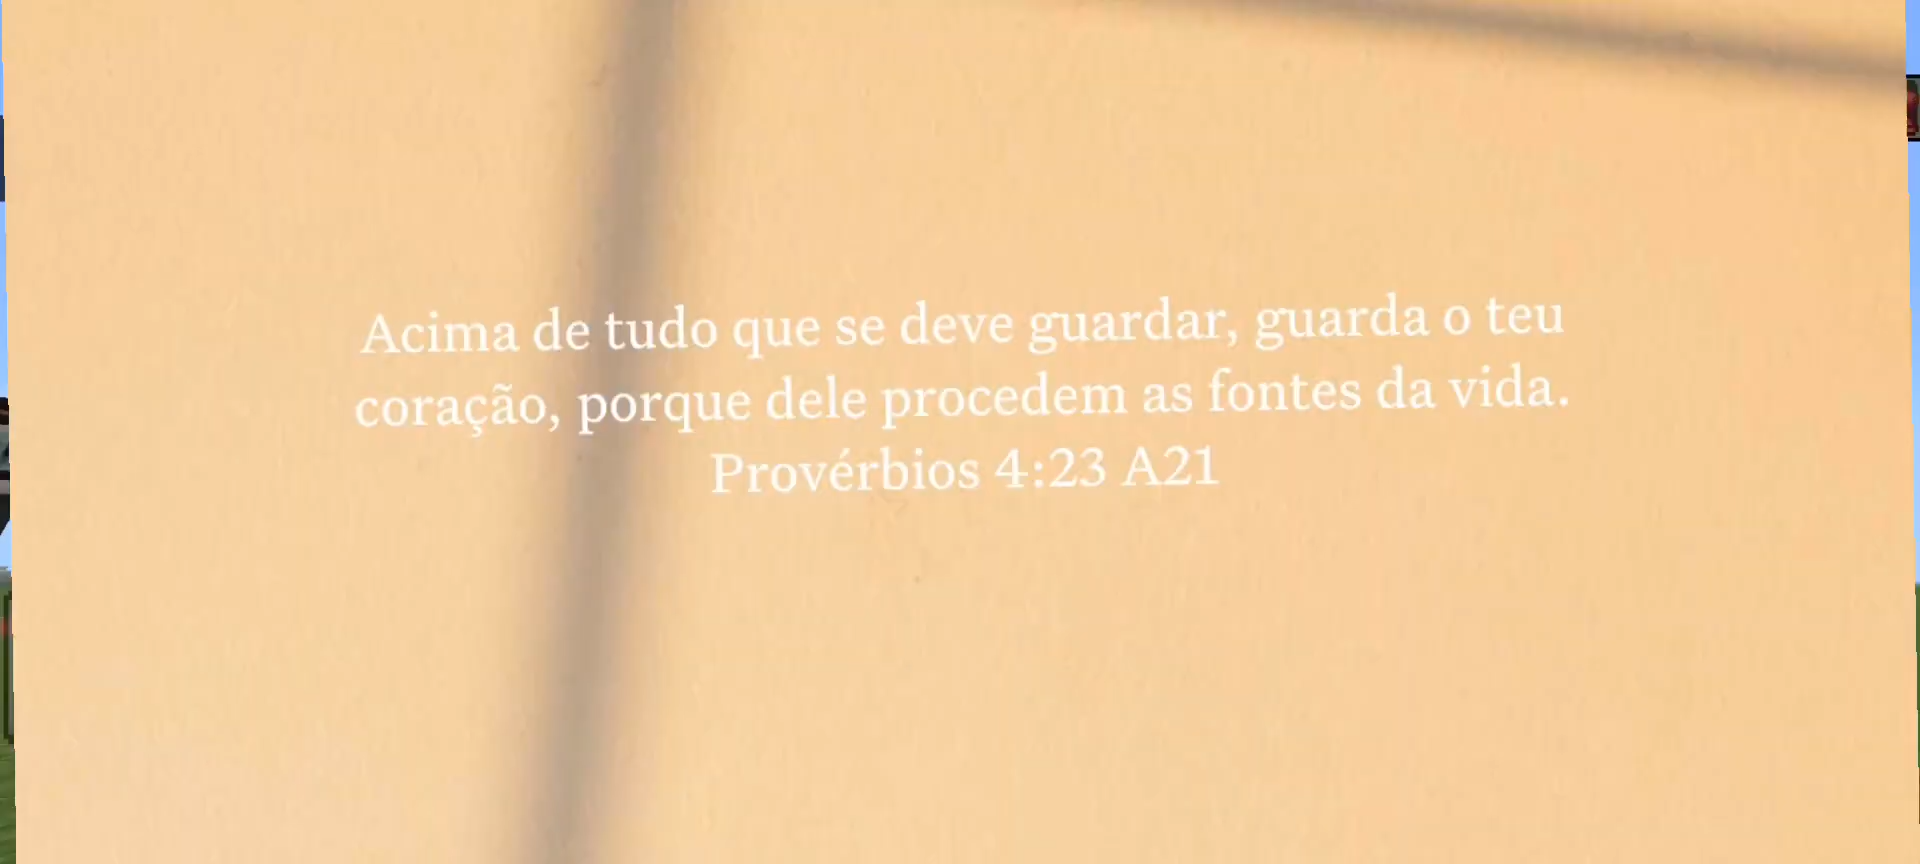 Acima de tudo que se deve guardar, guarda o teu
coração, porque dele procedem as fontes da vida.
Provérbios 4:23 A21